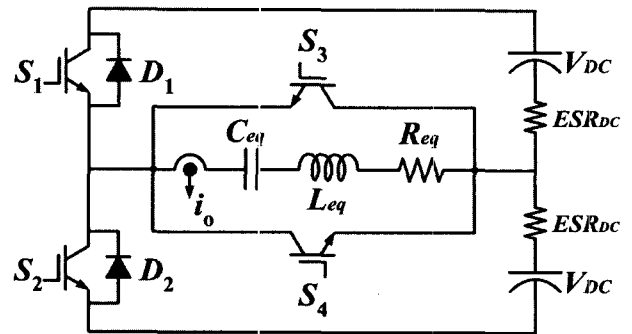 S3
S1
D1
VDC
Ceq
Req
ESRDC
io
Leq
ESRDC
S2
D2
S4
VDC